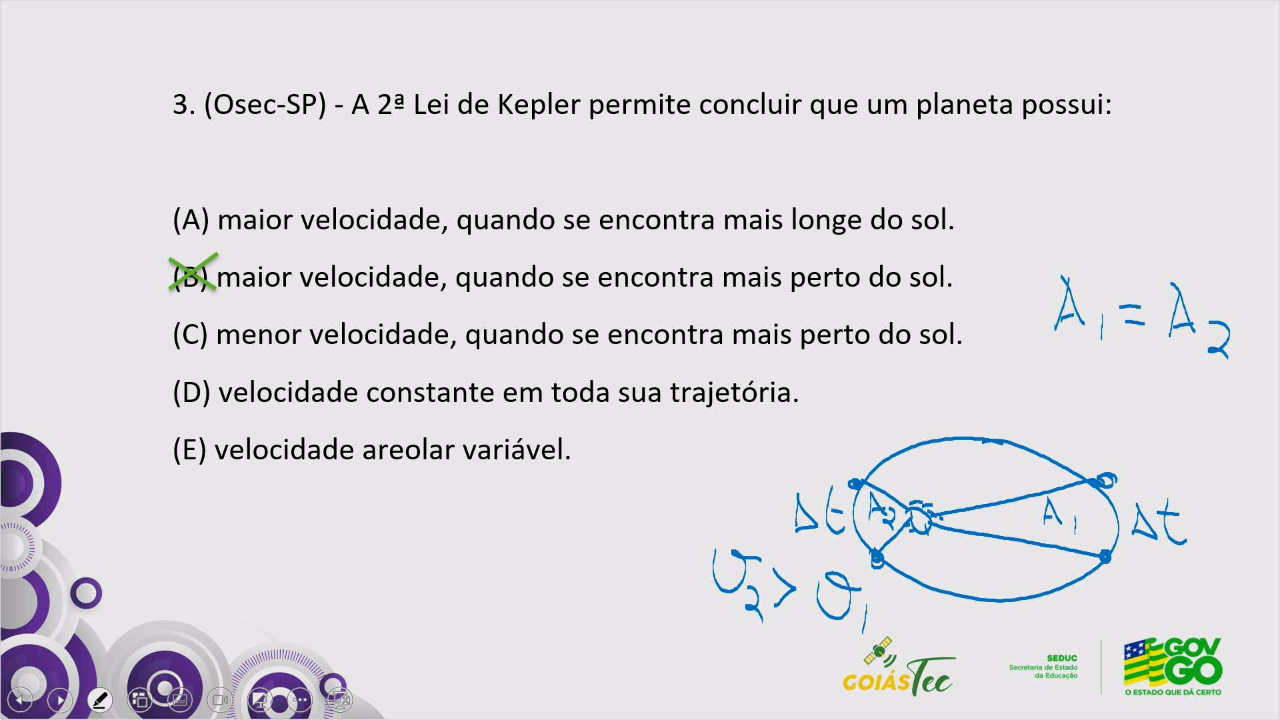 3. (Osec-SP) - A 2ª Lei de Kepler permite concluir que um planeta possui:
(A) maior velocidade, quando se encontra mais longe do sol.
(B) maior velocidade, quando se encontra mais perto do sol.
(C) menor velocidade, quando se encontra mais perto do sol.
(D) velocidade constante em toda sua trajetória.
(E) velocidade areolar variável.
A1 = A2
Δt A2 A1 Δt
v2 > v1
GOIÁSTec
SEDUC
Secretaria de Estado
da Educação
GOV
GO
O ESTADO QUE DÁ CERTO